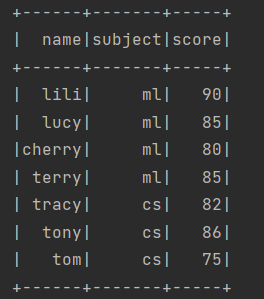 +------+-------+-----+
|  name|subject|score|
+------+-------+-----+
|  lili|     ml|   90|
|  lucy|     ml|   85|
|cherry|     ml|   80|
| terry|     ml|   85|
| tracy|     cs|   82|
|  tony|     cs|   86|
|   tom|     cs|   75|
+------+-------+-----+